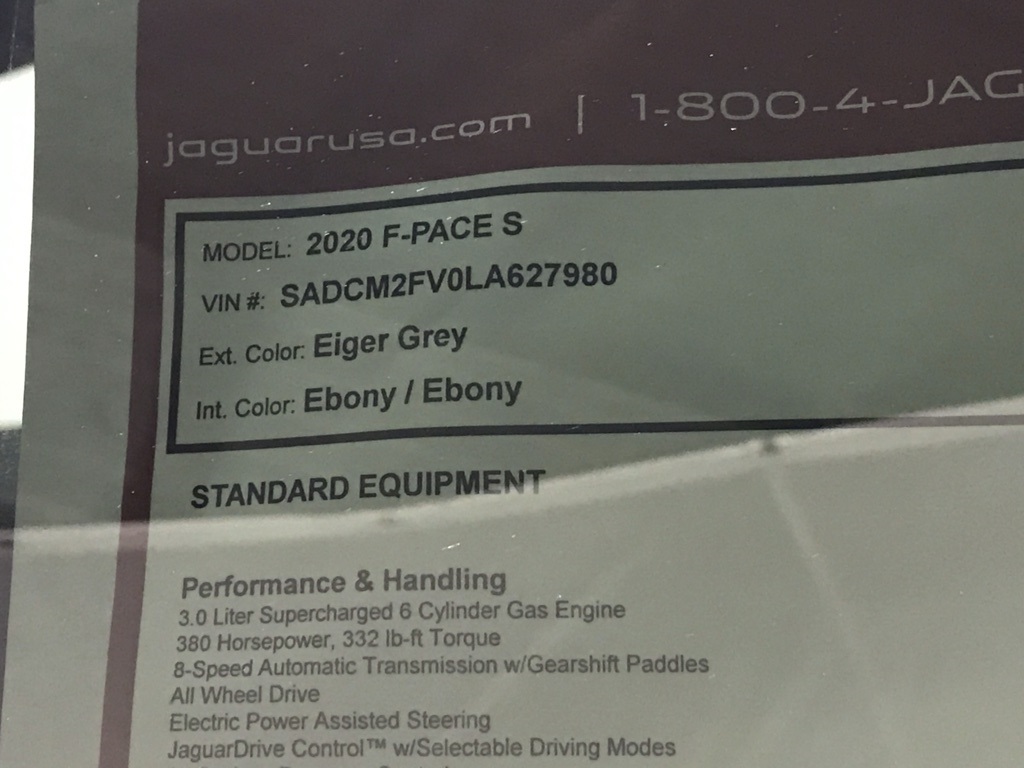 jaguarusa.com | 1-800-4-JAG
MODEL: 2020 F-PACE S
VIN #: SADCM2FV0LA627980
Ext. Color: Eiger Grey
Int. Color: Ebony / Ebony
STANDARD EQUIPMENT
Performance & Handling
3.0 Liter Supercharged 6 Cylinder Gas Engine
380 Horsepower, 332 lb-ft Torque
8-Speed Automatic Transmission w/Gearshift Paddles
All Wheel Drive
Electric Power Assisted Steering
JaguarDrive Control™ w/Selectable Driving Modes